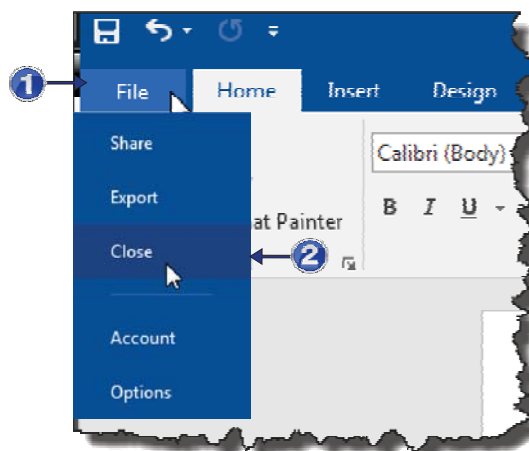 1 File Home Insert Design
Share
Calibri (Body)
Export
at Painter
B I U
Close
2
Account
Options